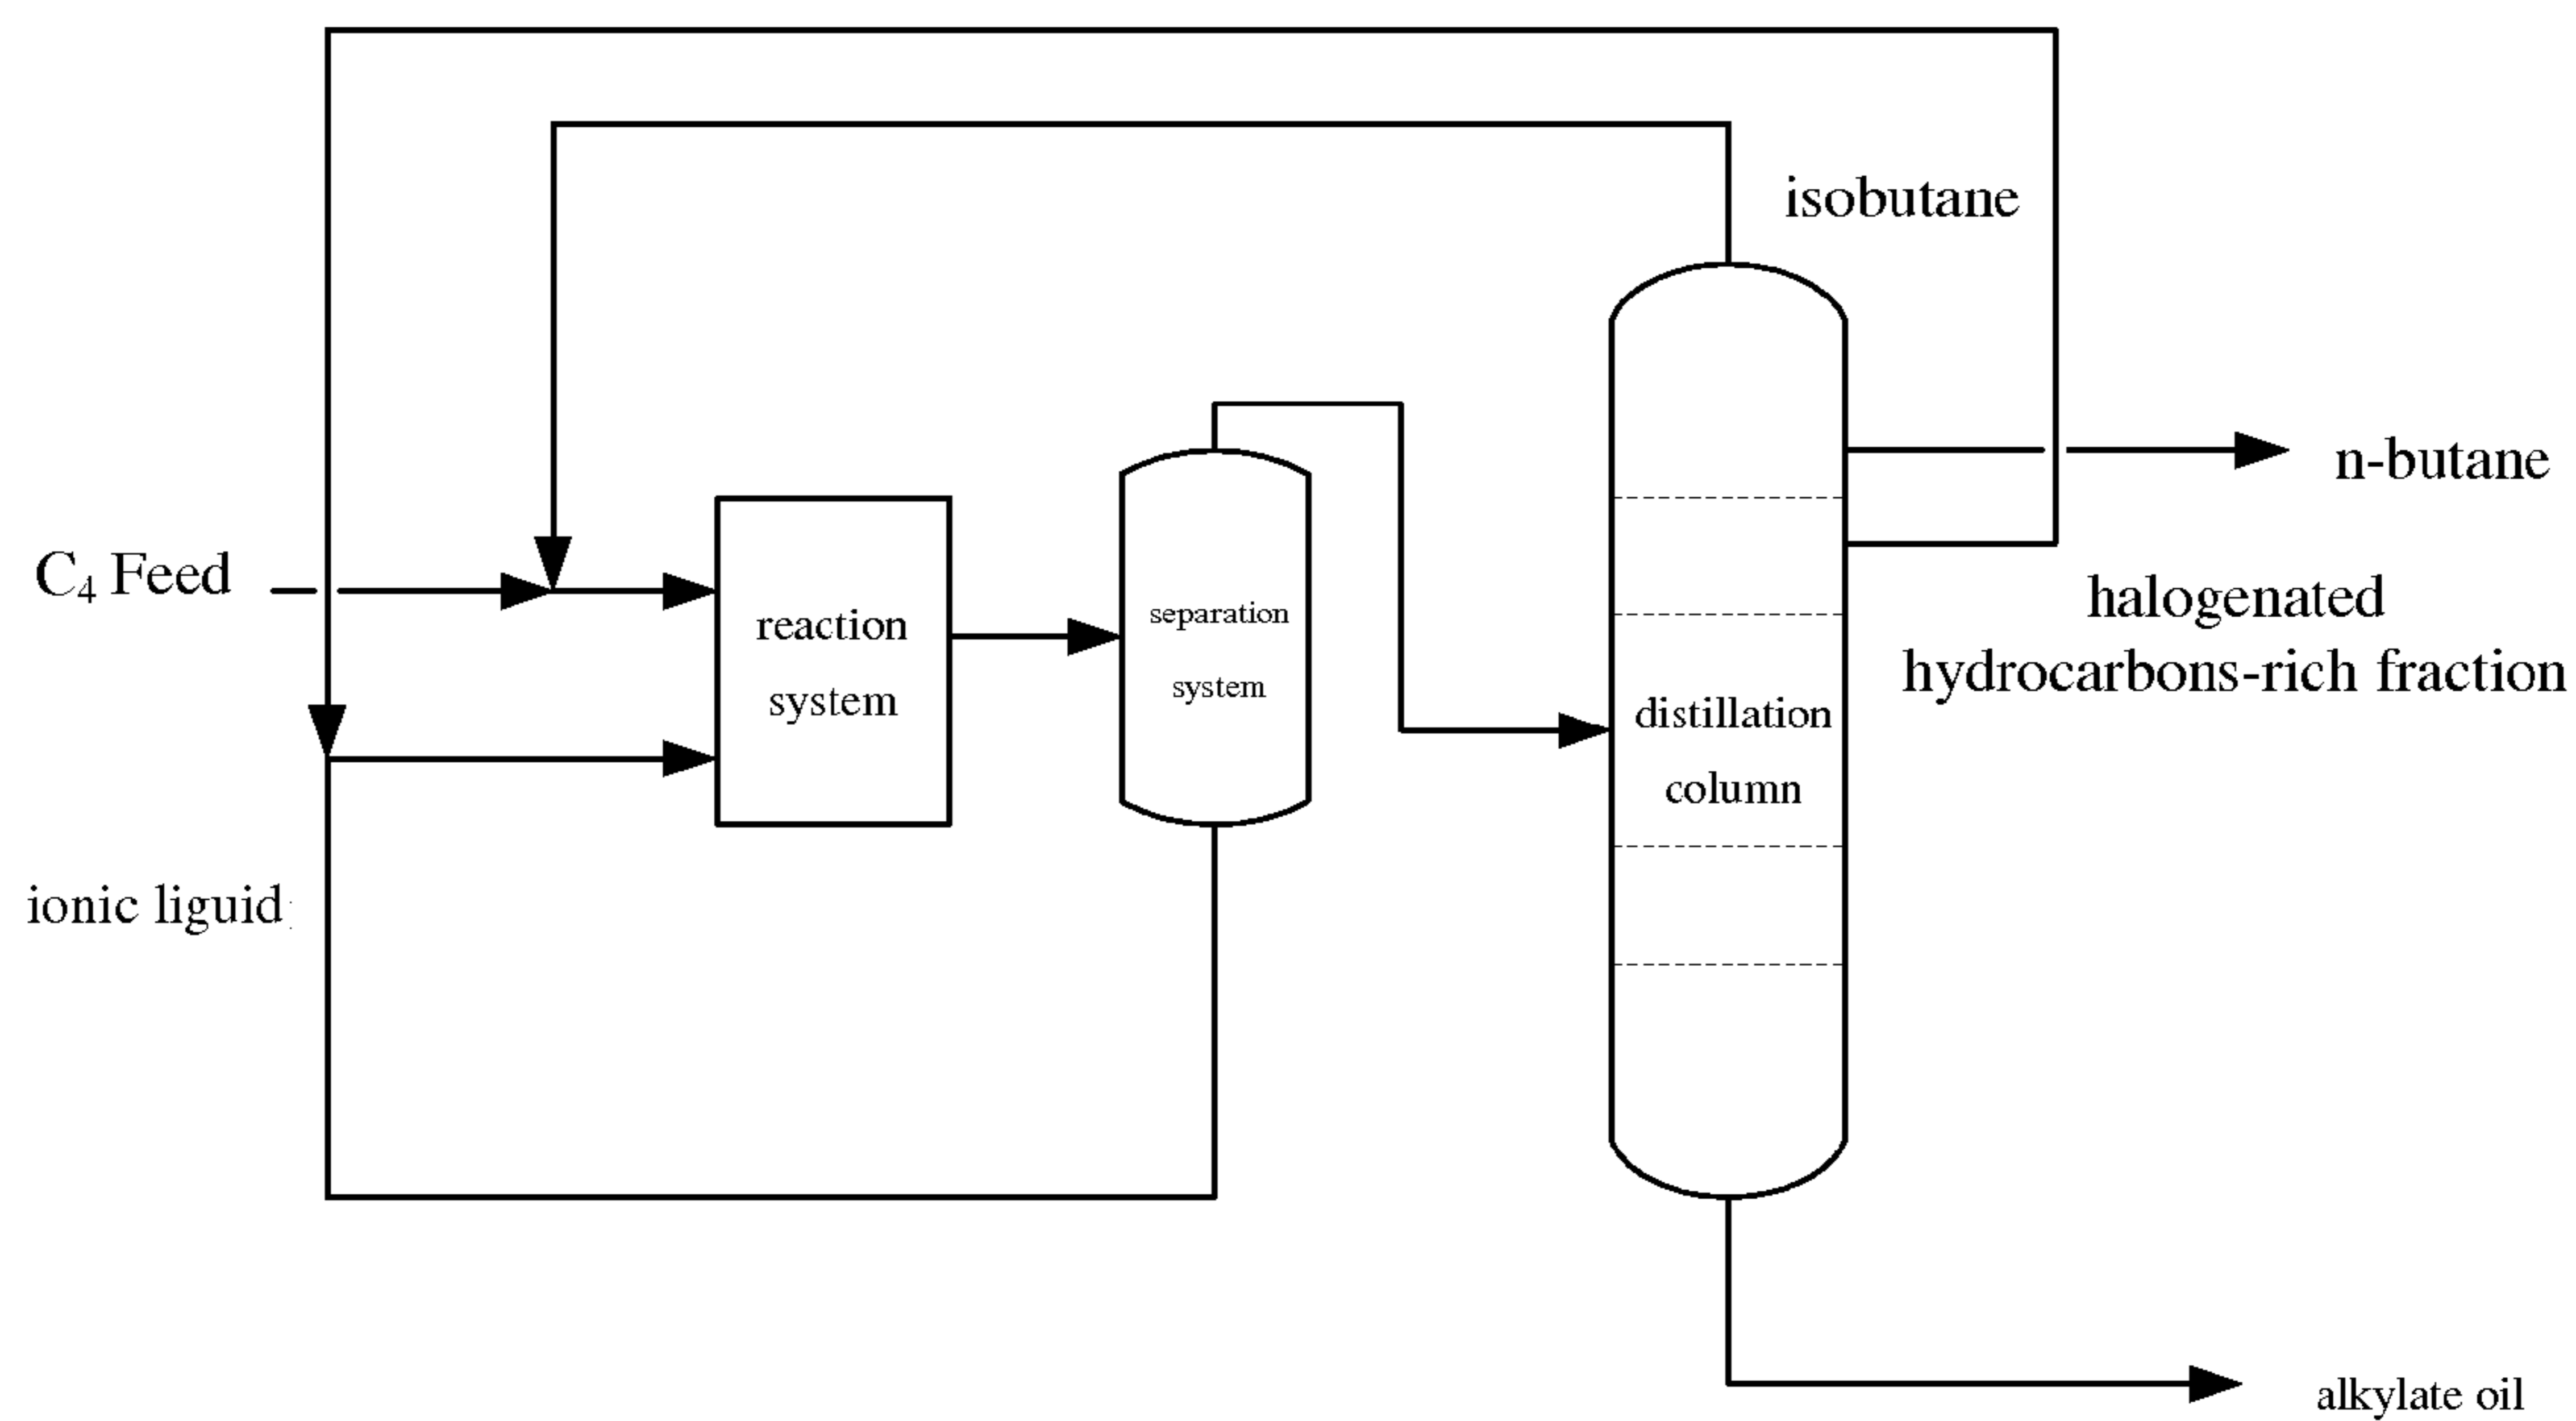 isobutane
n-butane
C₄ Feed
halogenated
hydrocarbons-rich fraction
reaction
system
separation
system
distillation
column
ionic liguid
alkylate oil